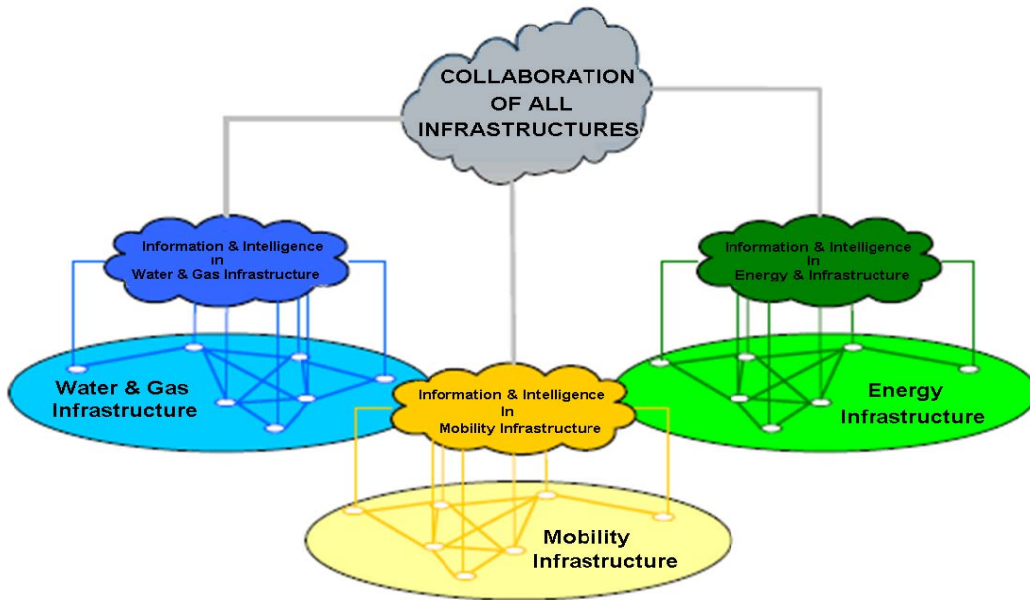 COLLABORATION
OF ALL
INFRASTRUCTURES
Information & Intelligence
in
Water & Gas Infrastructure
Information & Intelligence
In
Energy & Infrastructure
Water & Gas
Infrastructure
Information & Intelligence
In
Mobility Infrastructure
Energy
Infrastructure
Mobility
Infrastructure